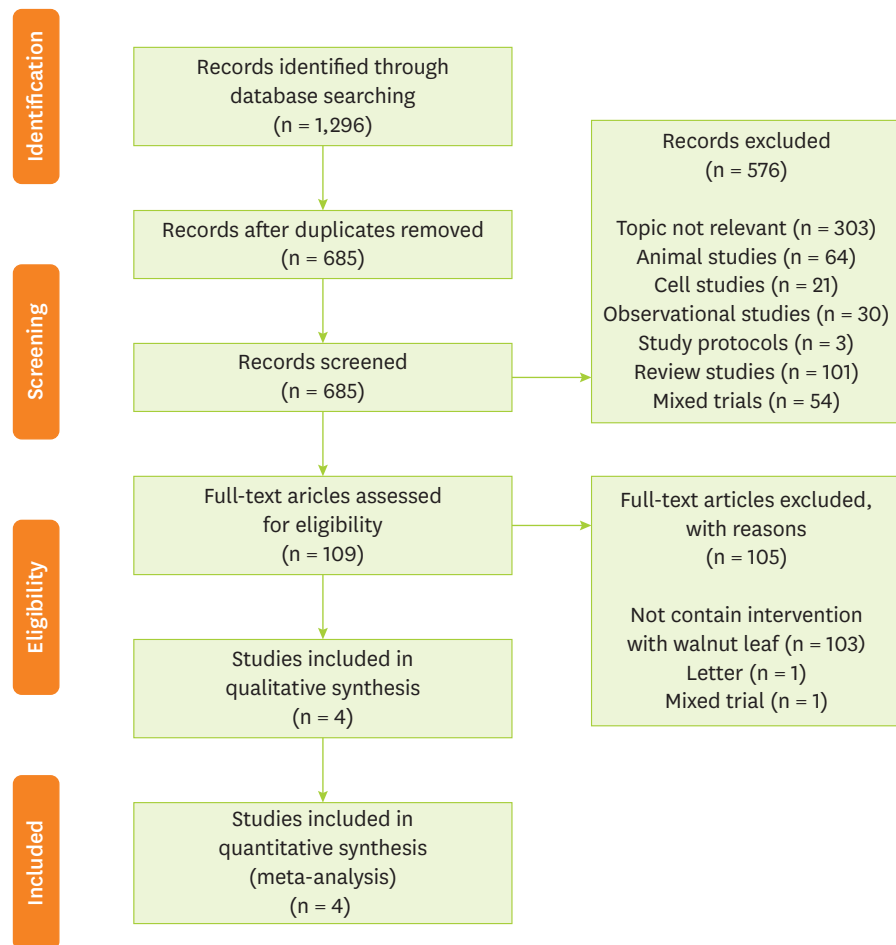 Identification
Records identified through
database searching
(n = 1,296)
Records after duplicates removed
(n = 685)
Screening
Records screened
(n = 685)
Records excluded
(n = 576)
Topic not relevant (n = 303)
Animal studies (n = 64)
Cell studies (n = 21)
Observational studies (n = 30)
Study protocols (n = 3)
Review studies (n = 101)
Mixed trials (n = 54)
Eligibility
Full-text aricles assessed
for eligibility
(n = 109)
Full-text articles excluded,
with reasons
(n = 105)
Not contain intervention
with walnut leaf (n = 103)
Letter (n = 1)
Mixed trial (n = 1)
Studies included in
qualitative synthesis
(n = 4)
Included
Studies included in
quantitative synthesis
(meta-analysis)
(n = 4)